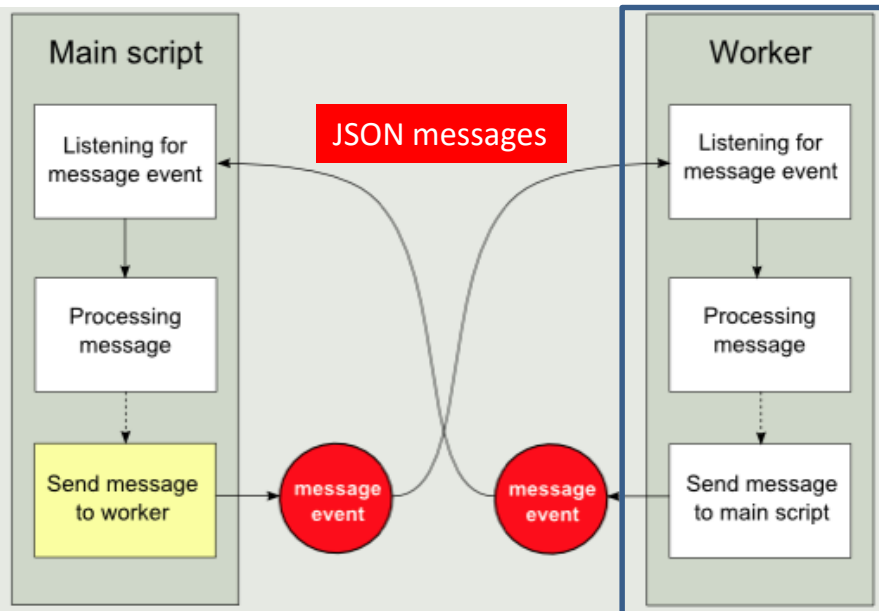 Main script
Worker
JSON messages
Listening for
message event
Listening for
message event
Processing
message
Processing
message
Send message
to worker
message
event
message
event
Send message
to main script